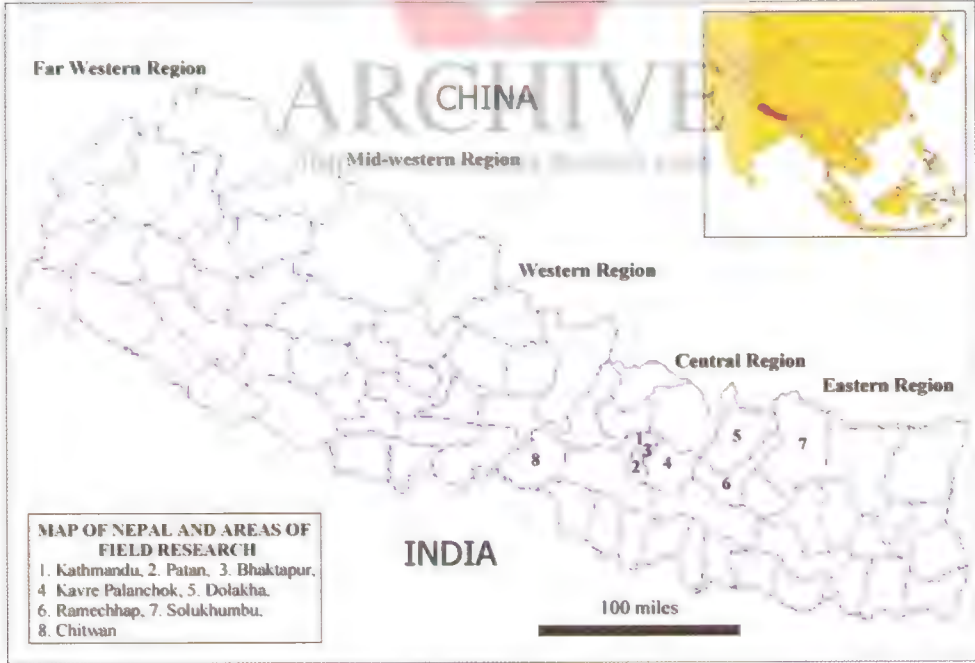 Far Western Region
ARCHIVE
CHINA
Mid-western Region
Western Region
Central Region
Eastern Region
1
2
3
4
5
6
7
8
MAP OF NEPAL AND AREAS OF
FIELD RESEARCH
1. Kathmandu, 2. Patan, 3. Bhaktapur,
4 Kavre Palanchok, 5. Dolakha,
6. Ramechhap, 7. Solukhumbu,
8. Chitwan
INDIA
100 miles